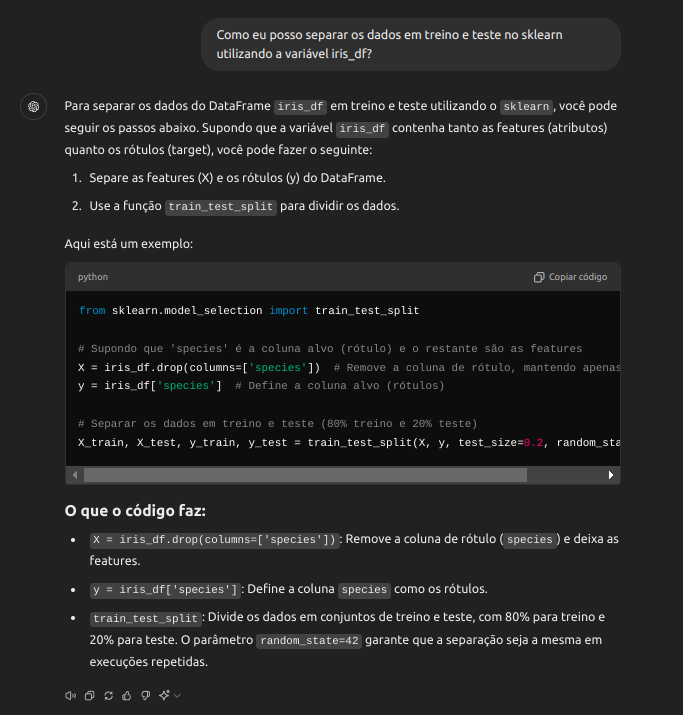 Como eu posso separar os dados em treino e teste no sklearn
utilizando a variável iris_df?
Para separar os dados do DataFrame iris_df em treino e teste utilizando o sklearn, você pode
seguir os passos abaixo. Supondo que a variável iris_df contenha tanto as features (atributos)
quanto os rótulos (target), você pode fazer o seguinte:
1. Separe as features (X) e os rótulos (y) do DataFrame.
2. Use a função train_test_split para dividir os dados.
Aqui está um exemplo:
python
Copiar código
from sklearn.model_selection import train_test_split
# Supondo que 'species' é a coluna alvo (rótulo) e o restante são as features
X = iris_df.drop(columns=['species']) # Remove a coluna de rótulo, mantendo apenas
y = iris_df['species'] # Define a coluna alvo (rótulos)
# Separar os dados em treino e teste (80% treino e 20% teste)
X_train, X_test, y_train, y_test = train_test_split(X, y, test_size=0.2, random_sta
O que o código faz:
• X = iris_df.drop(columns=['species']): Remove a coluna de rótulo (species) e deixa as
features.
• y = iris_df['species']: Define a coluna species como os rótulos.
• train_test_split: Divide os dados em conjuntos de treino e teste, com 80% para treino e
20% para teste. O parâmetro random_state=42 garante que a separação seja a mesma em
execuções repetidas.